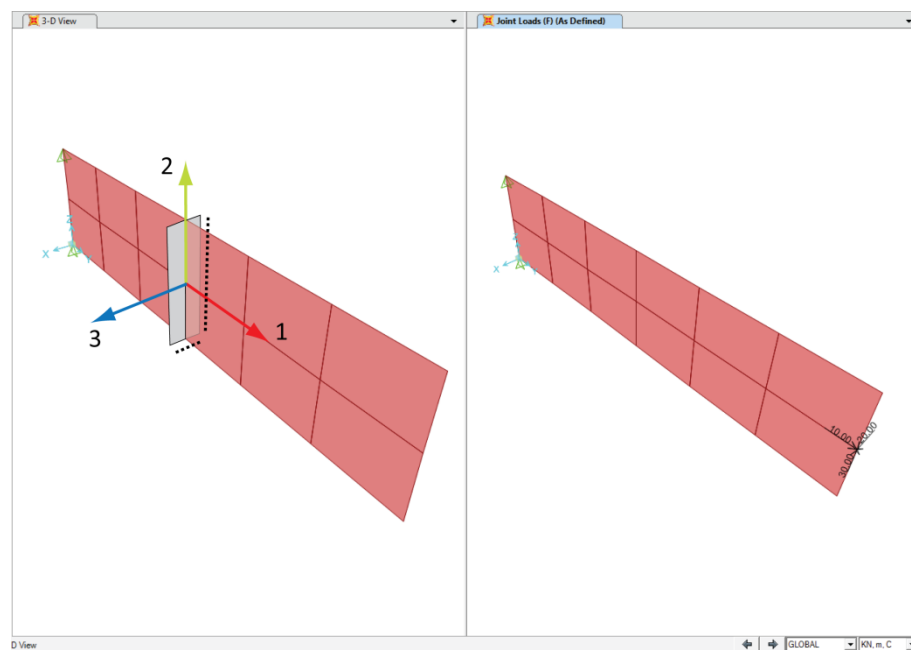 3-D View
Joint Loads (F) (As Defined)
2
1
3
Z
X
Y
X
10.00
20.00
30.00
D View
GLOBAL
KN, m, C